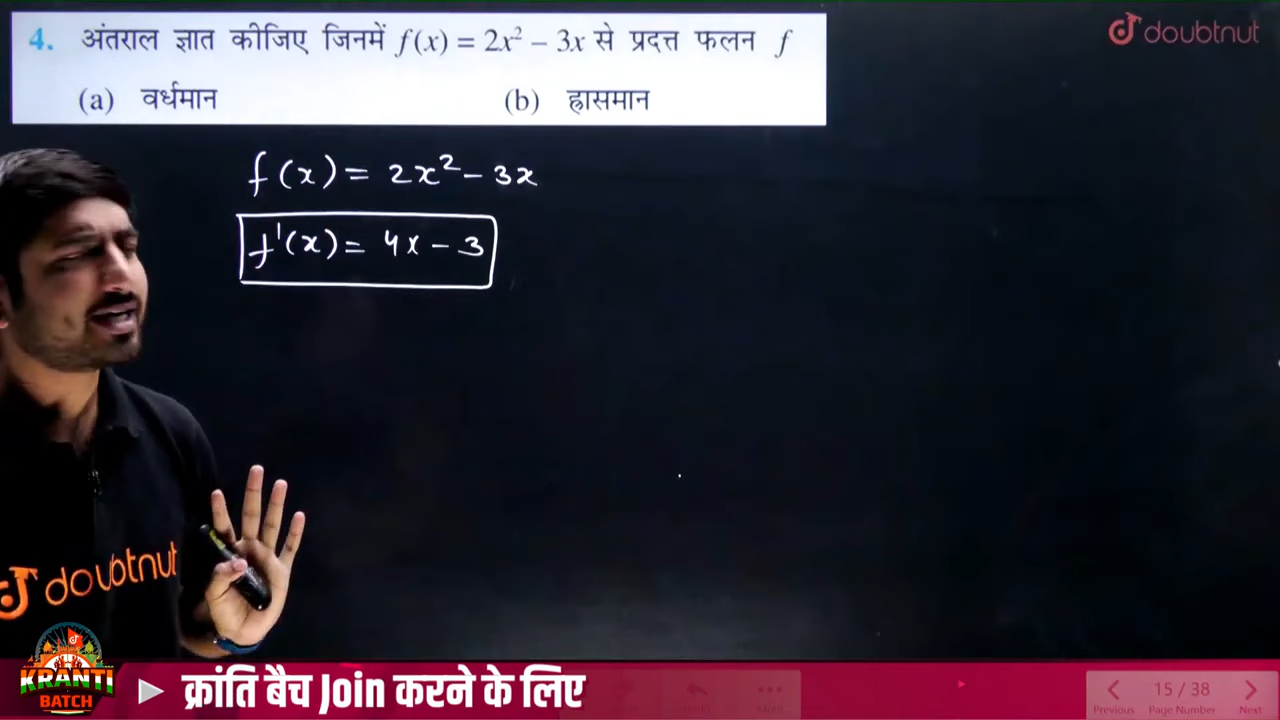 4. अंतराल ज्ञात कीजिए जिनमें f(x) = 2x² – 3x से प्रदत्त फलन f
(a) वर्धमान (b) ह्रासमान
doubtnut
f(x) = 2x² - 3x
f'(x) = 4x - 3
doubtnut
KRANTI
BATCH
क्रांति बैच Join करने के लिए
15 / 38
Previous Page Number Next